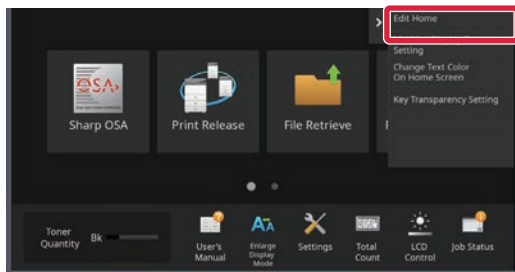 Edit Home
Setting
Change Text Color
On Home Screen
Key Transparency Setting
OSA
Sharp OSA
Print Release
File Retrieve
Toner
Quantity
Bk
User's
Manual
Enlarge
Display
Mode
Settings
Total
Count
LCD
Control
Job Status